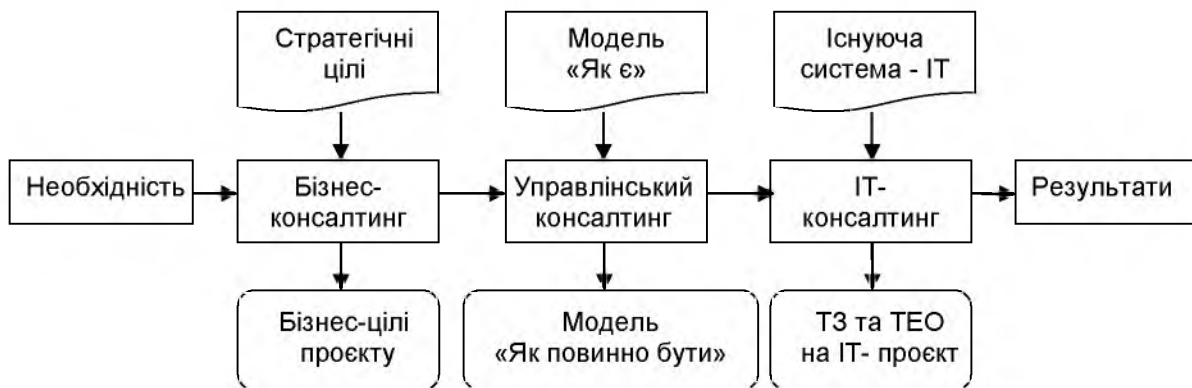 Стратегічні
цілі
Модель
«Як є»
Існуюча
система - ІТ
Необхідність
Бізнес-
консалтинг
Управлінський
консалтинг
ІТ-
консалтинг
Результати
Бізнес-цілі
проєкту
Модель
«Як повинно бути»
ТЗ та ТЕО
на ІТ- проєкт